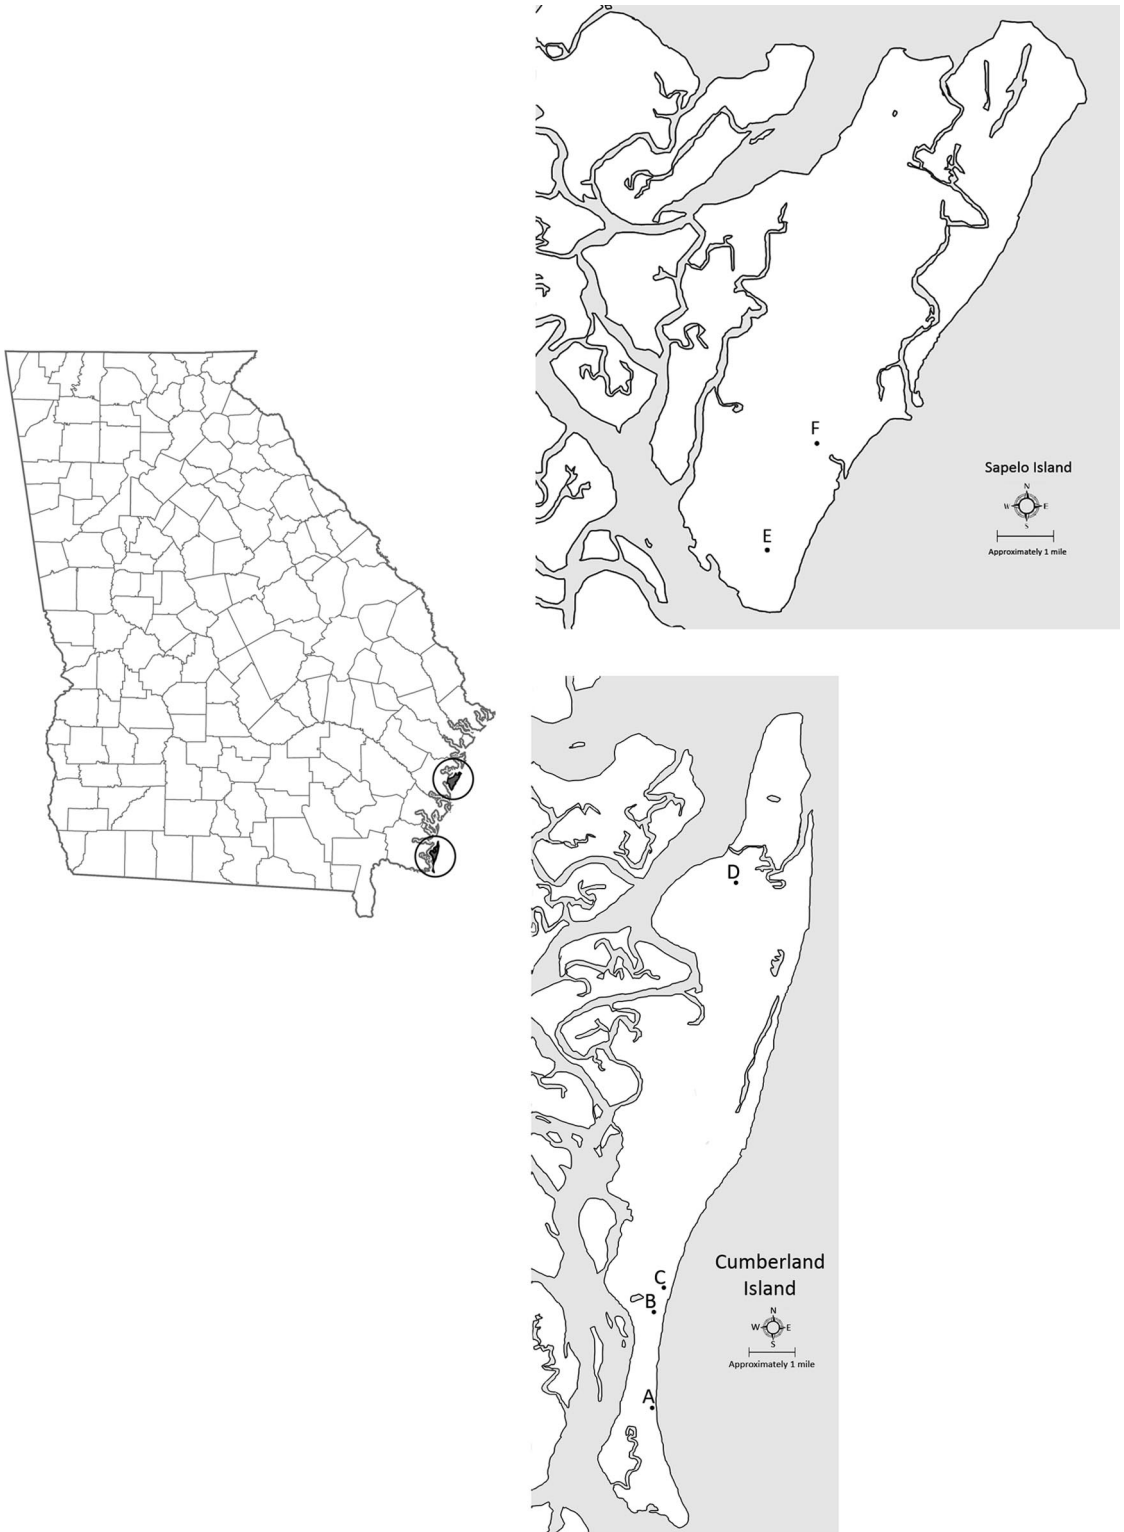 F
Sapelo Island
N
W E
S
Approximately 1 mile
E
D
Cumberland
Island
C
B
N
W E
S
Approximately 1 mile
A